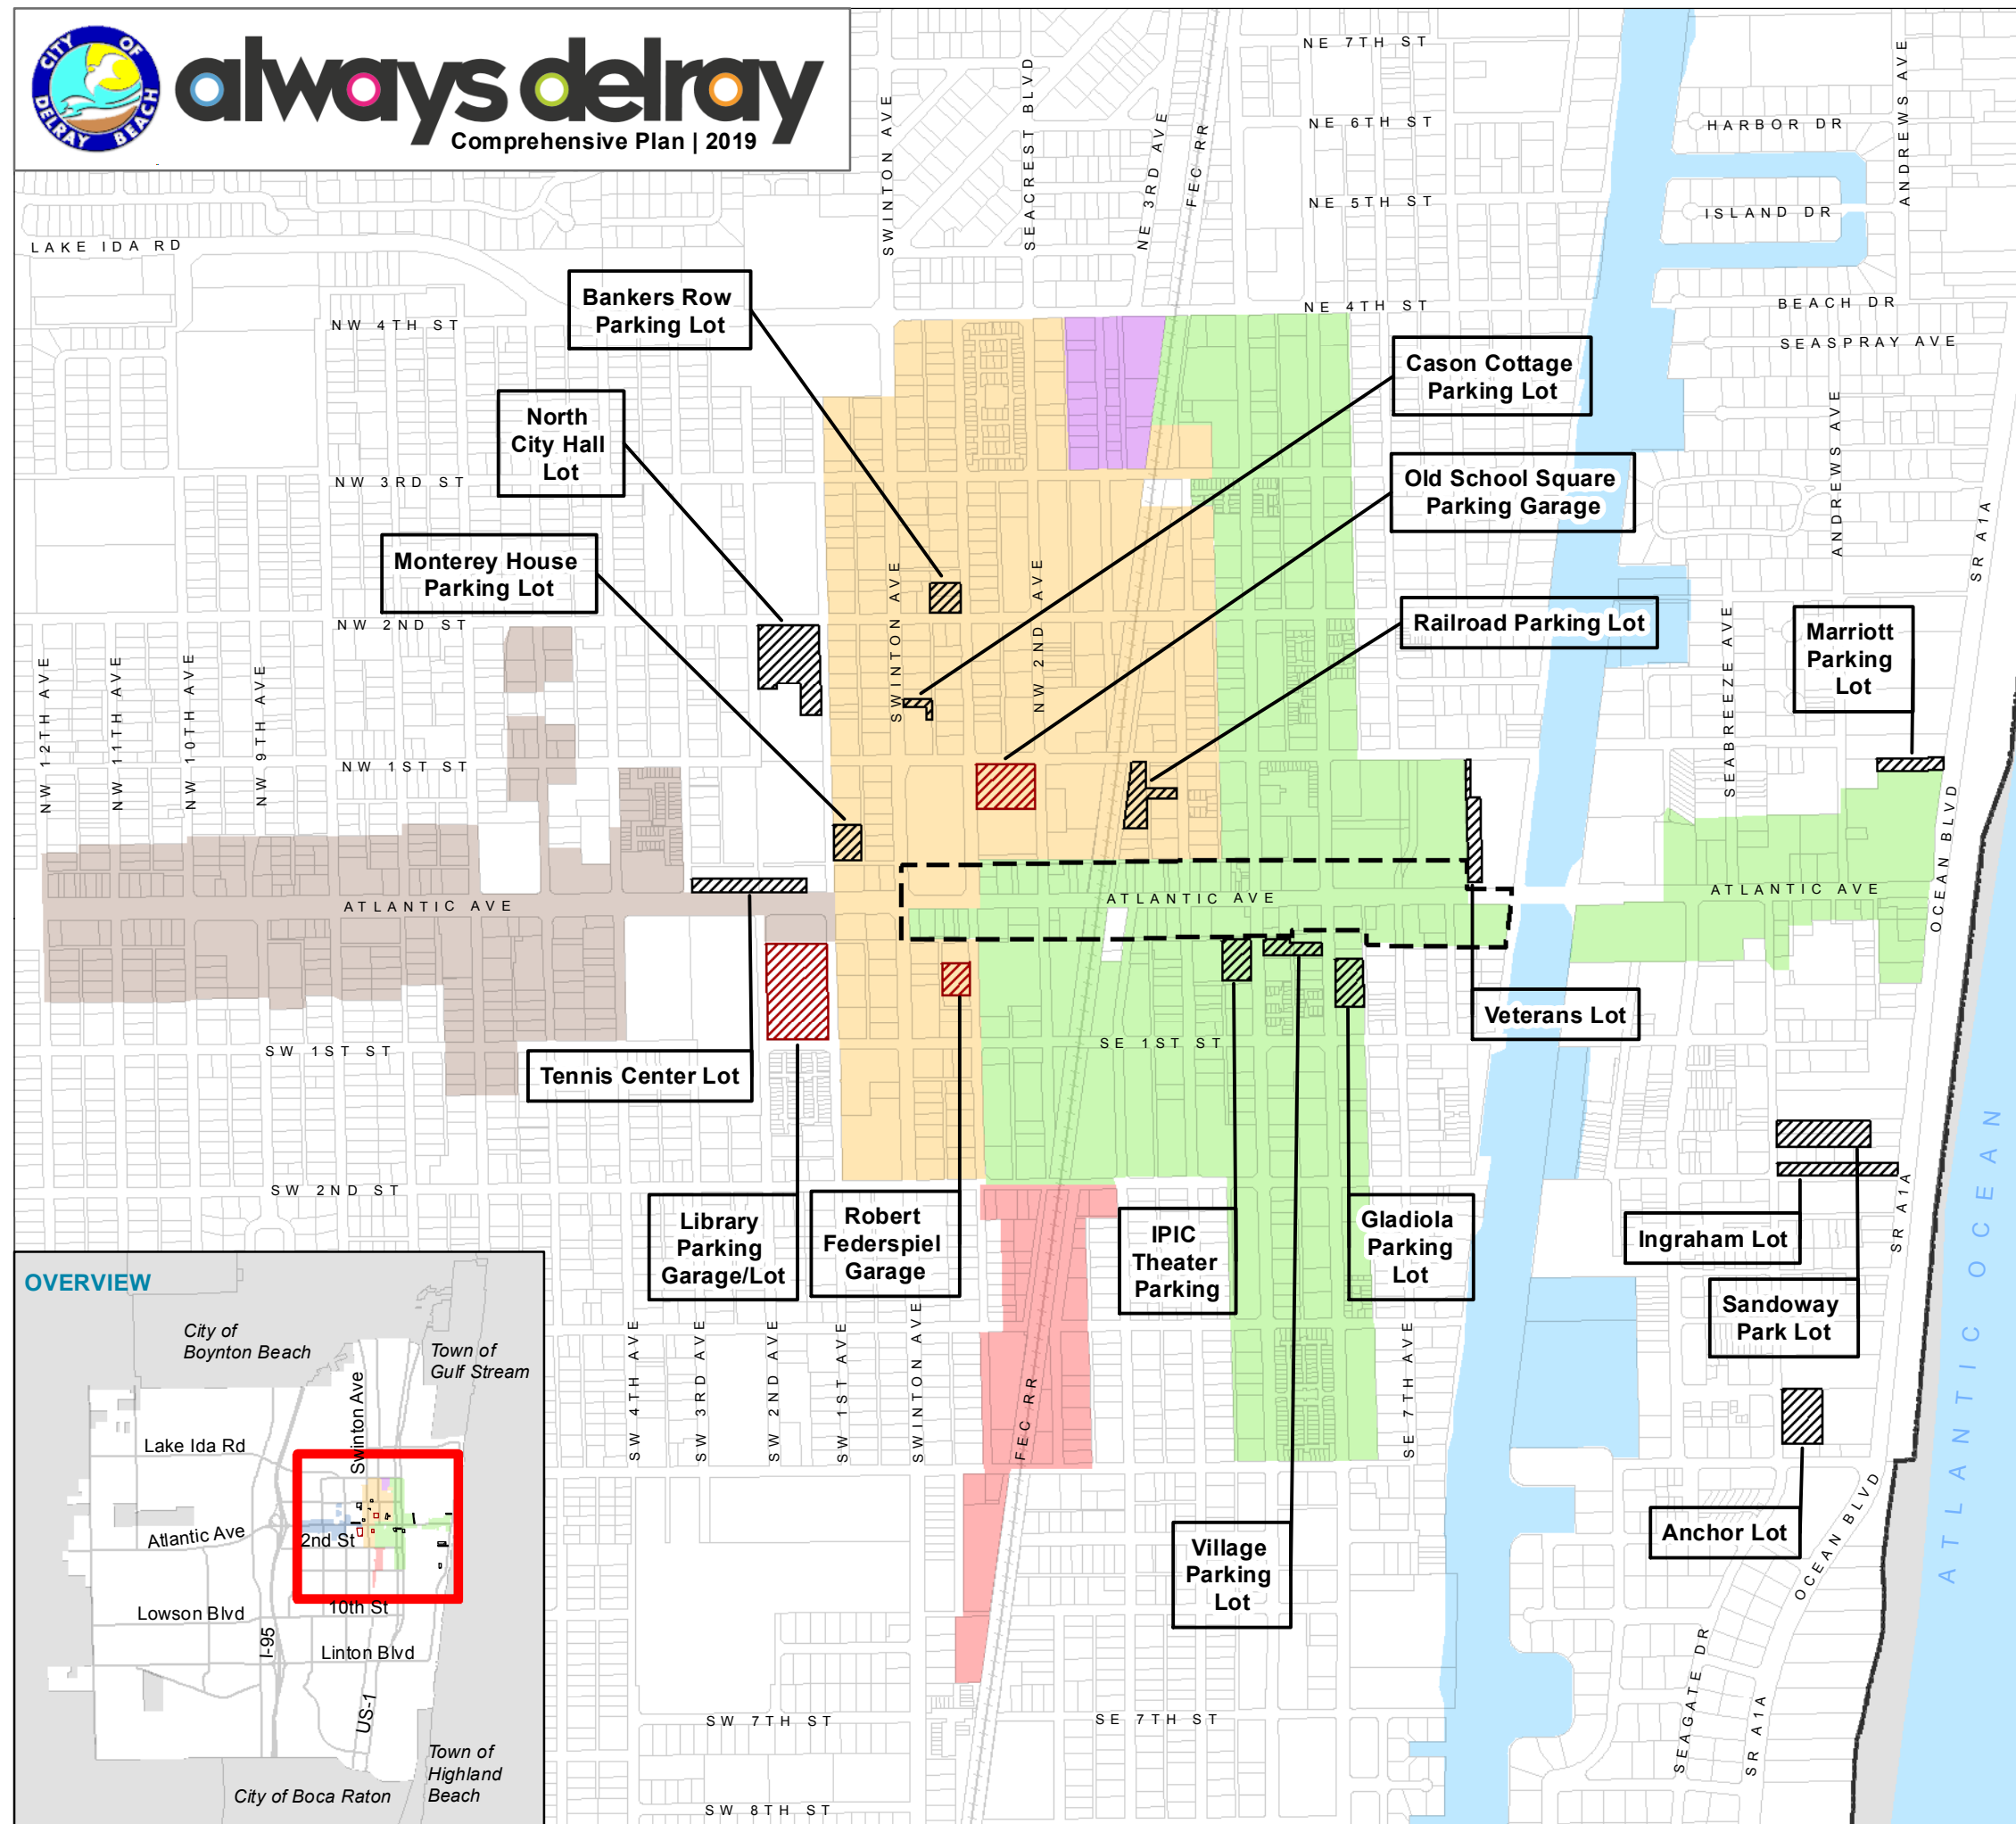 CITY OF
DELRAY BEACH
always delray
Comprehensive Plan | 2019
SWINTON AVE
SEACREST BLVD
NE 3RD AVE
FEC RR
NE 7TH ST
NE 6TH ST
NE 5TH ST
NE 4TH ST
HARBOR DR
ANDREWS AVE
ISLAND DR
BEACH DR
SEASPRAY AVE
ANDREWS AVE
SR A1A
LAKE IDA RD
NW 4TH ST
NW 3RD ST
NW 2ND ST
NW 1ST ST
Bankers Row
Parking Lot
North
City Hall
Lot
Monterey House
Parking Lot
Cason Cottage
Parking Lot
Old School Square
Parking Garage
Railroad Parking Lot
Marriott
Parking
Lot
NW 12TH AVE
NW 11TH AVE
NW 10TH AVE
NW 9TH AVE
SWINTON AVE
NW 2ND AVE
SEABREEZE AVE
OCEAN BLVD
ATLANTIC AVE
ATLANTIC AVE
ATLANTIC AVE
Veterans Lot
SW 1ST ST
SE 1ST ST
Tennis Center Lot
SW 2ND ST
Library
Parking
Garage/Lot
Robert
Federspiel
Garage
IPIC
Theater
Parking
Gladiola
Parking
Lot
Ingraham Lot
Sandoway
Park Lot
SR A1A
ATLANTIC OCEAN
SW 4TH AVE
SW 3RD AVE
SW 2ND AVE
SW 1ST AVE
SWINTON AVE
FEC RR
SE 7TH AVE
Village
Parking
Lot
Anchor Lot
OCEAN BLVD
SEAGATE DR
SR A1A
SW 7TH ST
SE 7TH ST
SW 8TH ST
OVERVIEW
City of
Boynton Beach
Town of
Gulf Stream
Swinton Ave
Lake Ida Rd
Atlantic Ave
2nd St
10th St
Lowson Blvd
I-95
Linton Blvd
US-1
Town of
Highland
Beach
City of Boca Raton